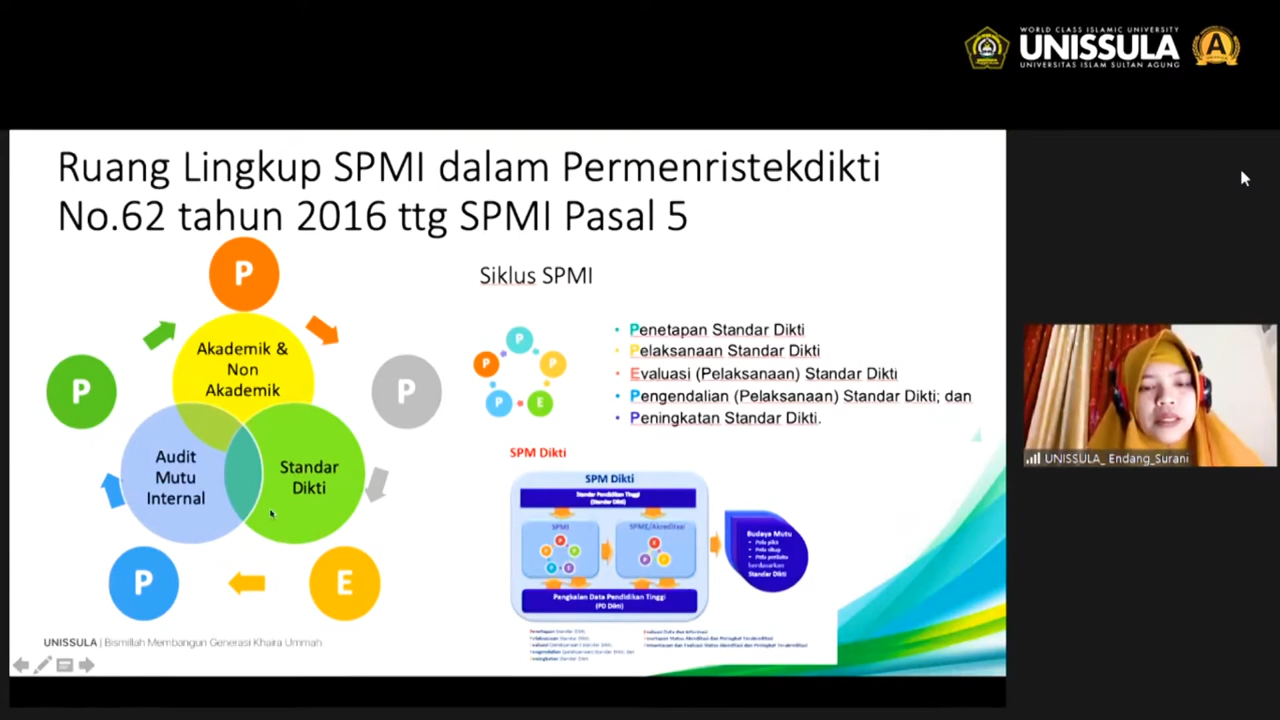 WORLD CLASS ISLAMIC UNIVERSITY
UNISSULA
UNIVERSITAS ISLAM SULTAN AGUNG
A
Ruang Lingkup SPMI dalam Permenristekdikti
No.62 tahun 2016 ttg SPMI Pasal 5
P
P
E
P
P
Akademik &
Non
Akademik
Audit
Mutu
Internal
Standar
Dikti
Siklus SPMI
P
P
E
P
P
Penetapan Standar Dikti
Pelaksanaan Standar Dikti
Evaluasi (Pelaksanaan) Standar Dikti
Pengendalian (Pelaksanaan) Standar Dikti; dan
Peningkatan Standar Dikti.
SPM Dikti
SPM Dikti
Standar Pendidikan Tinggi
(Standar Dikti)
SPMI
P
P
E
P
P
SPME/Akreditasi
E
P
P
Pangkalan Data Pendidikan Tinggi
(PD Dikti)
Budaya Mutu
Pola pikir
Pola sikap
Pola perilaku
berdasarkan
Standar Dikti
UNISSULA | Bismillah Membangun Generasi Khaira Ummah
UNISSULA_ Endang_Surani